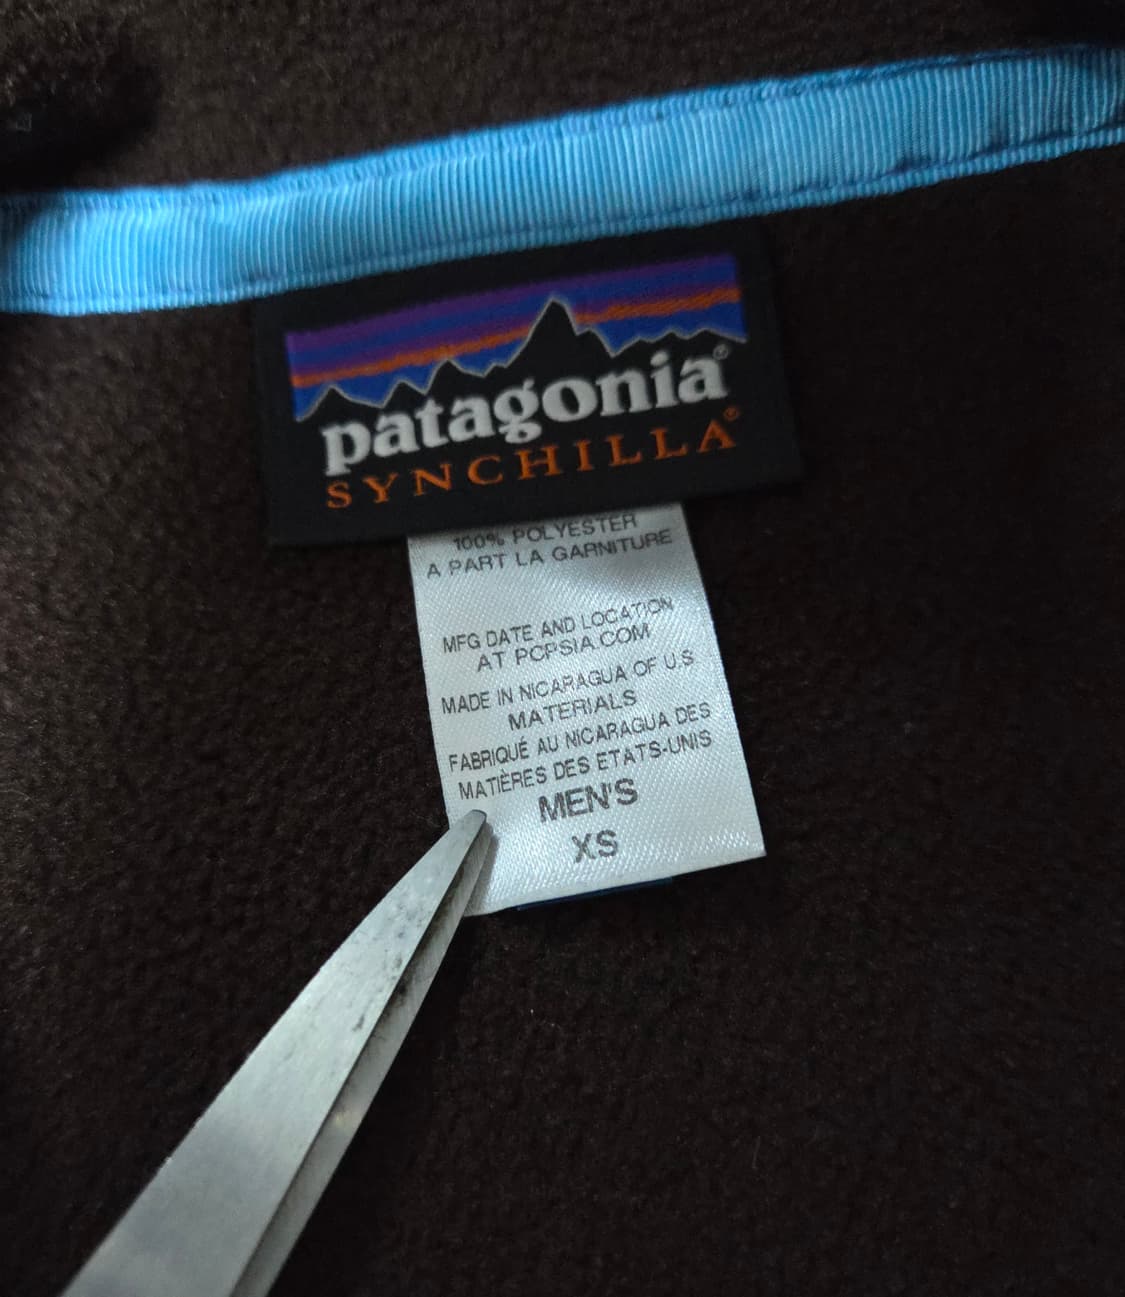 patagonia®
SYNCHILLA®
100% POLYESTER
A PART LA GARNITURE
MFG DATE AND LOCATION
AT PCPSIA.COM
MADE IN NICARAGUA OF U.S.
MATERIALS
FABRIQUÉ AU NICARAGUA DES
MATIÈRES DES ETATS-UNIS
MEN'S
XS